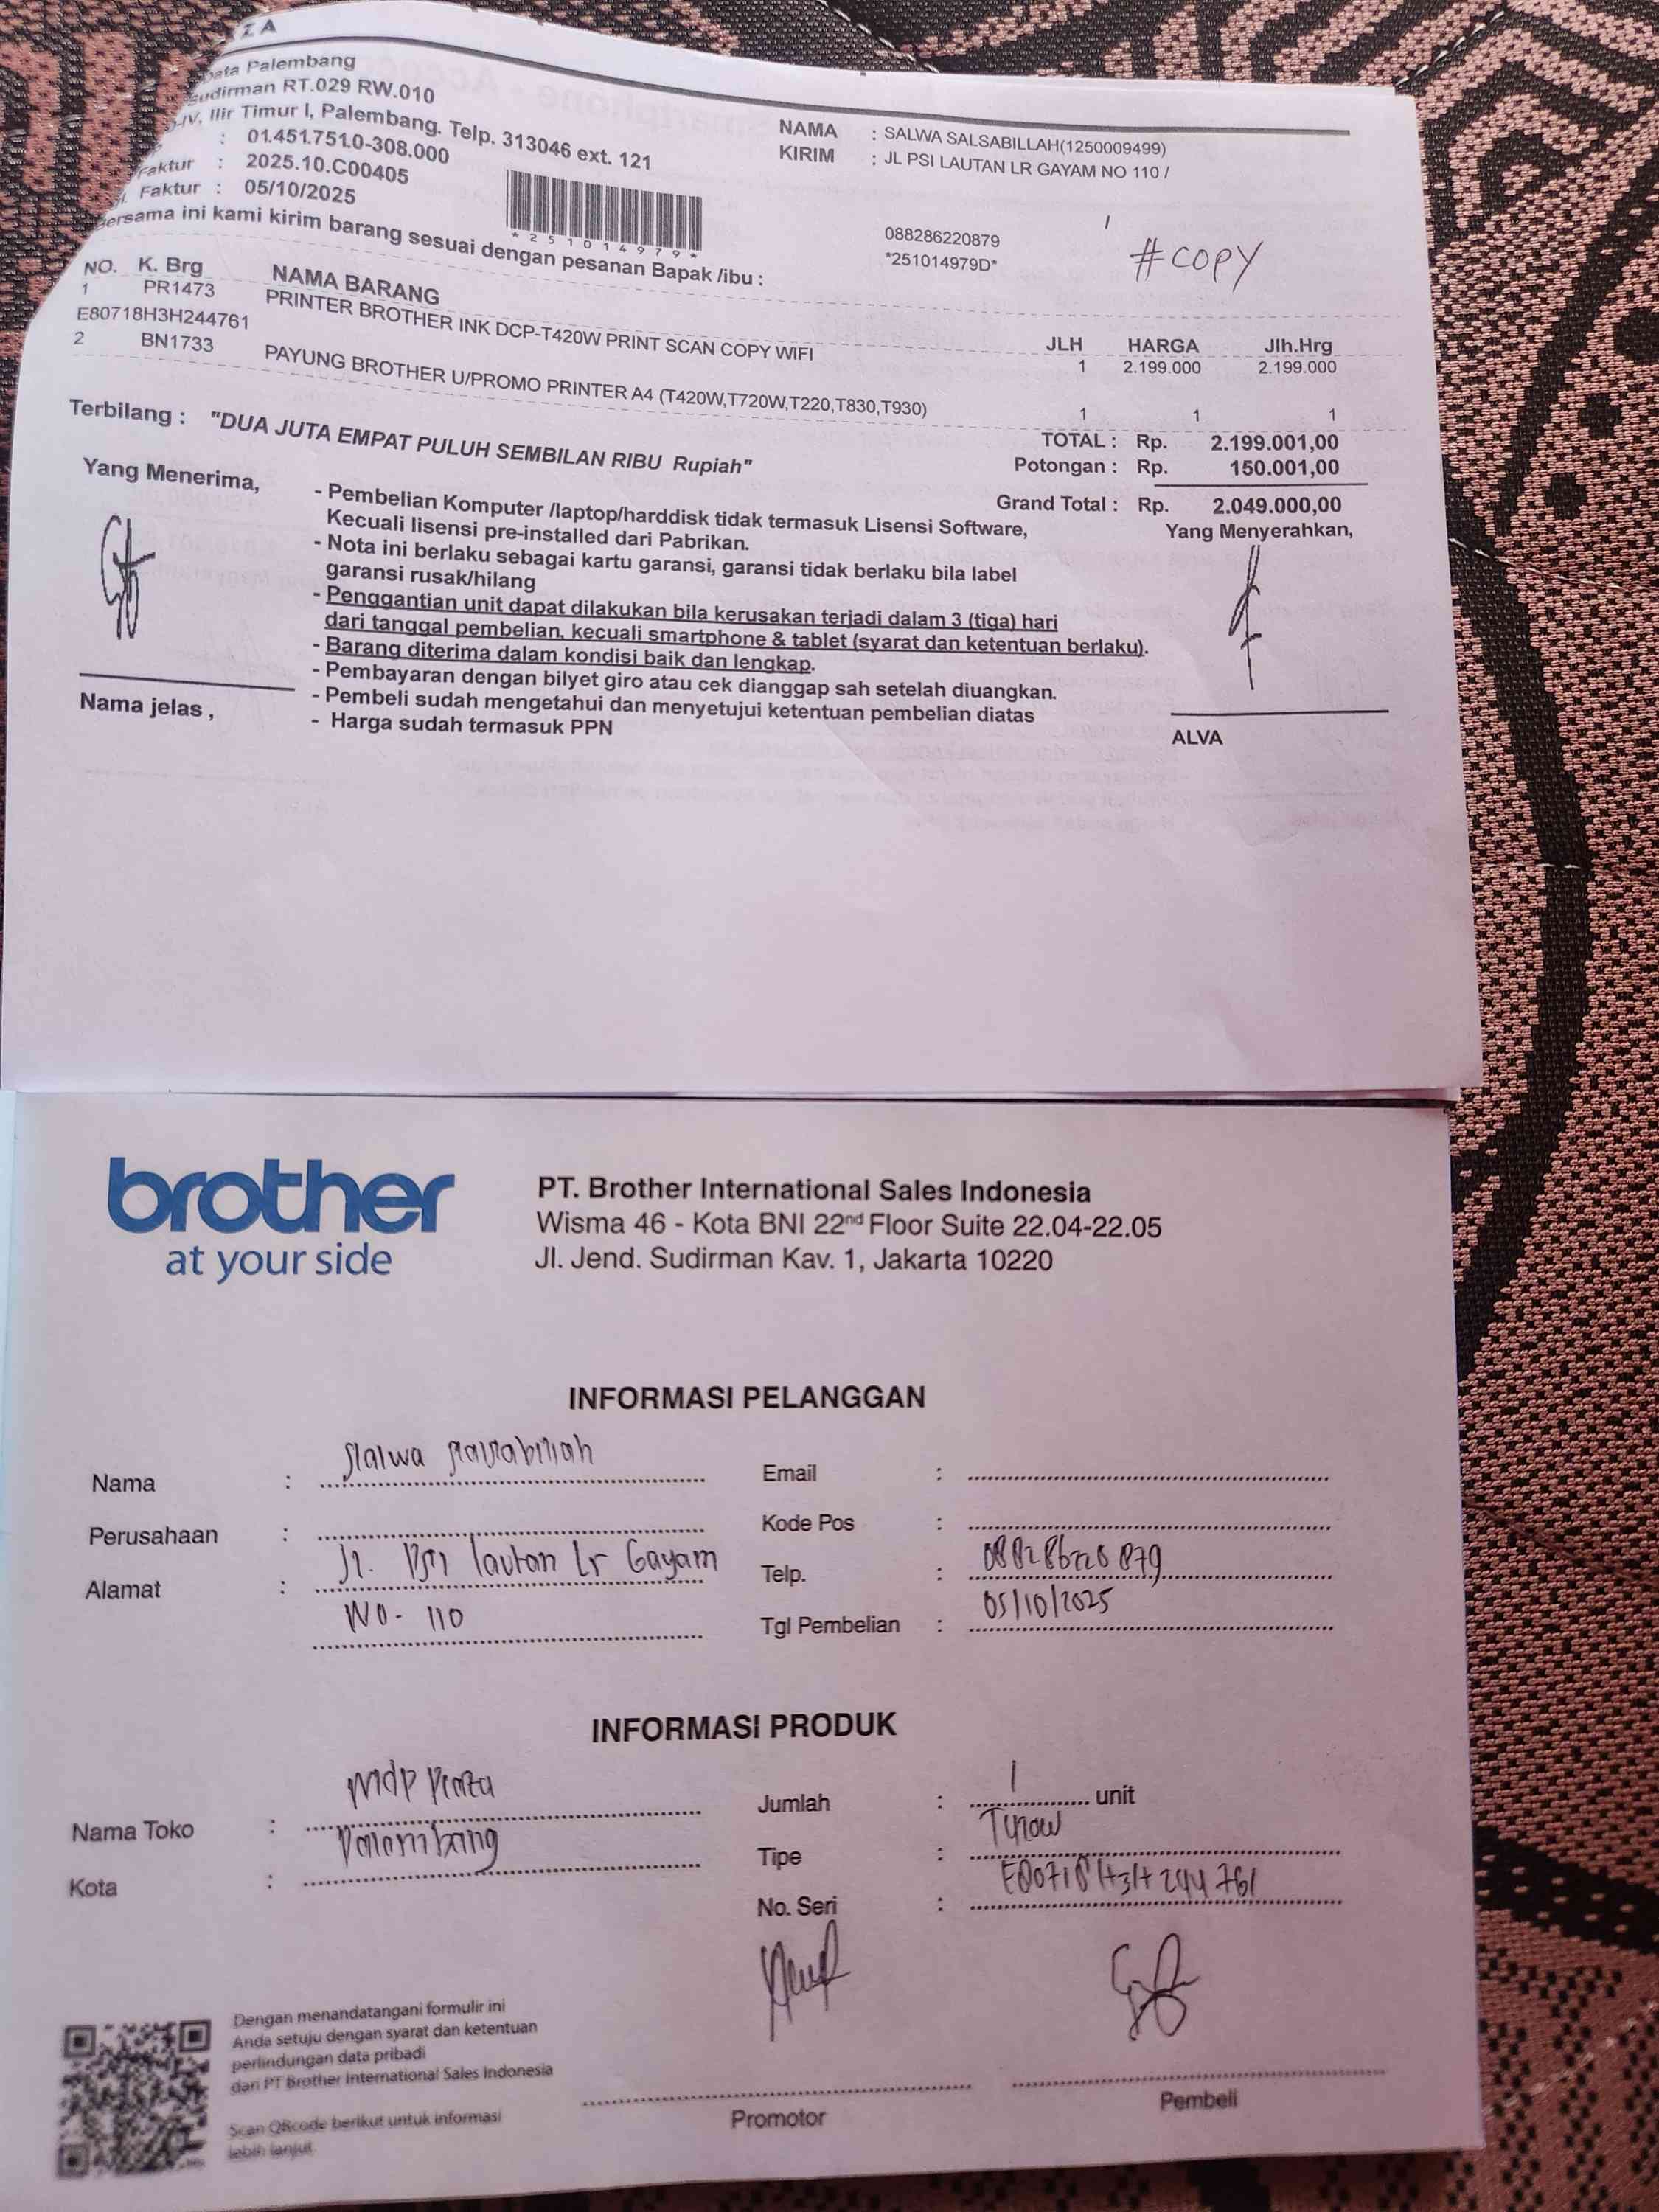 ZA
ata Palembang
Sudirman RT.029 RW.010
IV, Ilir Timur I, Palembang. Telp. 313046 ext. 121
: 01.451.751.0-308.000
Faktur : 2025.10.C00405
Faktur : 05/10/2025
NAMA : SALWA SALSABILLAH(1250009499)
KIRIM : JL PSI LAUTAN LR GAYAM NO 110 /
/
088286220879
*251014979D*
#COPY
*251014979*
Bersama ini kami kirim barang sesuai dengan pesanan Bapak /ibu :
NO. K. Brg NAMA BARANG JLH HARGA Jlh.Hrg
1 PR1473 PRINTER BROTHER INK DCP-T420W PRINT SCAN COPY WIFI 1 2.199.000 2.199.000
E80718H3H244761
2 BN1733 PAYUNG BROTHER U/PROMO PRINTER A4 (T420W,T720W,T220,T830,T930) 1 1 1
Terbilang : "DUA JUTA EMPAT PULUH SEMBILAN RIBU Rupiah"
TOTAL : Rp. 2.199.001,00
Potongan : Rp. 150.001,00
Grand Total : Rp. 2.049.000,00
Yang Menerima,
Yang Menyerahkan,
- Pembelian Komputer /laptop/harddisk tidak termasuk Lisensi Software,
Kecuali lisensi pre-installed dari Pabrikan.
- Nota ini berlaku sebagai kartu garansi, garansi tidak berlaku bila label
garansi rusak/hilang
- Penggantian unit dapat dilakukan bila kerusakan terjadi dalam 3 (tiga) hari
dari tanggal pembelian, kecuali smartphone & tablet (syarat dan ketentuan berlaku).
- Barang diterima dalam kondisi baik dan lengkap.
- Pembayaran dengan bilyet giro atau cek dianggap sah setelah diuangkan.
- Pembeli sudah mengetahui dan menyetujui ketentuan pembelian diatas
- Harga sudah termasuk PPN
Nama jelas ,
ALVA
brother
at your side
PT. Brother International Sales Indonesia
Wisma 46 - Kota BNI 22nd Floor Suite 22.04-22.05
Jl. Jend. Sudirman Kav. 1, Jakarta 10220
INFORMASI PELANGGAN
Nama : Salwa Salsabillah
Perusahaan :
Alamat : Jl. PSI lautan Lr Gayam
NO- 110
Email :
Kode Pos :
Telp. : 088286220879
Tgl Pembelian : 05/10/2025
INFORMASI PRODUK
Nama Toko : mdp Plaza
Kota : Palembang
Jumlah : 1 unit
Tipe : T420W
No. Seri : E80718H3H244761
Dengan menandatangani formulir ini
Anda setuju dengan syarat dan ketentuan
perlindungan data pribadi
dari PT Brother International Sales Indonesia
Scan QRcode berikut untuk informasi
lebih lanjut
Promotor
Pembeli